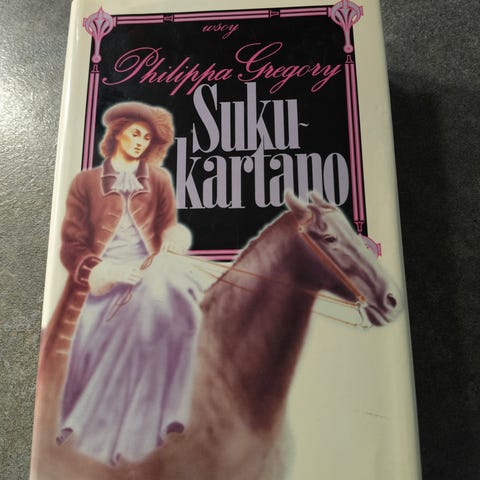 wsoy
Philippa Gregory
Suku-
kartano